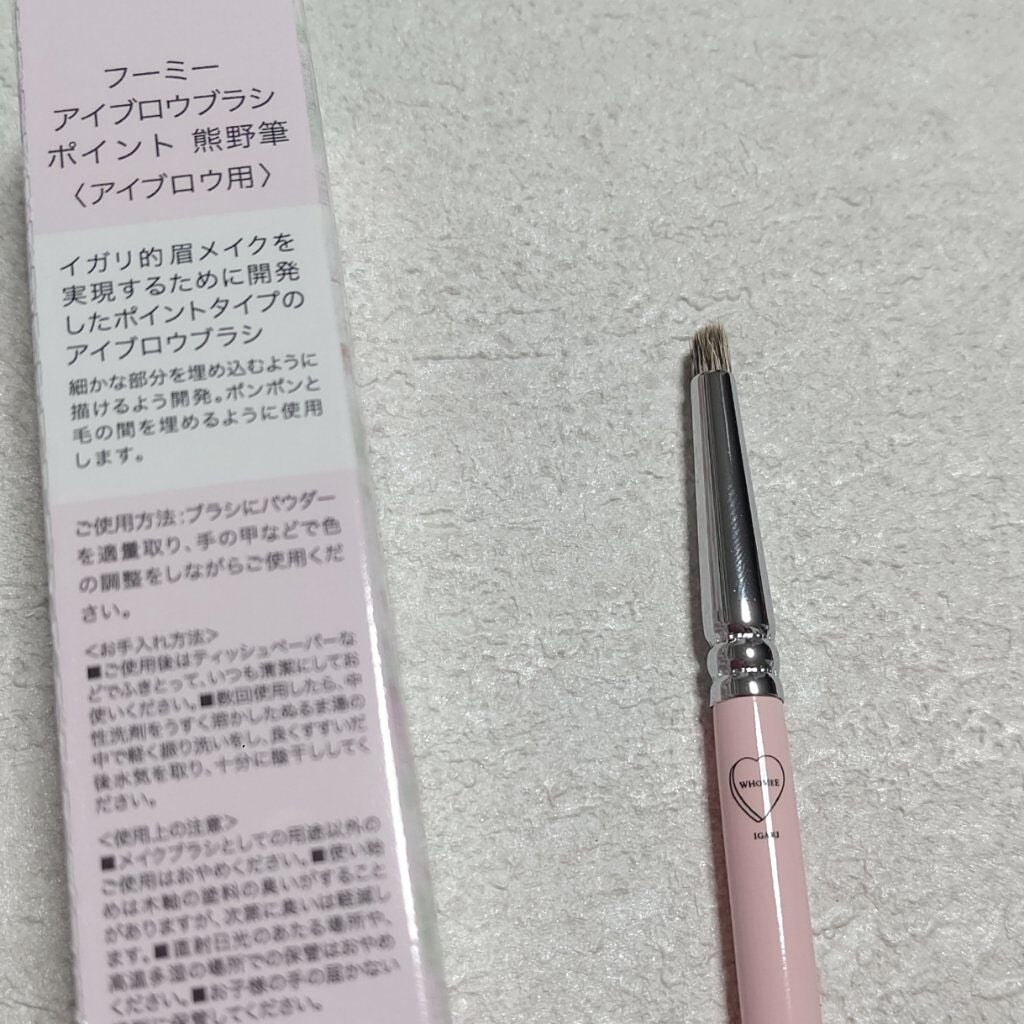 フーミー
アイブロウブラシ
ポイント 熊野筆
〈アイブロウ用〉
イガリ的 眉メイクを
実現するために開発
したポイントタイプの
アイブロウブラシ
細かな部分を埋め込むように
描けるよう開発。ポンポンと
毛の間を埋めるように使用
します。
ご使用方法:ブラシにパウダー
を適量取り、手の甲などで色
の調整をしながらご使用くだ
さい。
<お手入れ方法>
■ご使用後はティッシュペーパーな
どでふきとって、いつも清潔にしてお
使いください。■数回使用したら、中
性洗剤をうすく溶かしたぬるま湯の
中で軽く振り洗いをし、良くすすいだ
後水気を取り、十分に陰干ししてく
ださい。
<使用上の注意>
■メイクブラシとしての用途以外の
ご使用はおやめください。■使い始
めは木軸の塗料の臭いがすること
がありますが、次第に臭いは軽減し
ます。■直射日光のあたる場所や、
高温多湿の場所での保管はおやめ
ください。■お子様の手の届かない
に保管してください。
WHOMEE
IGARI